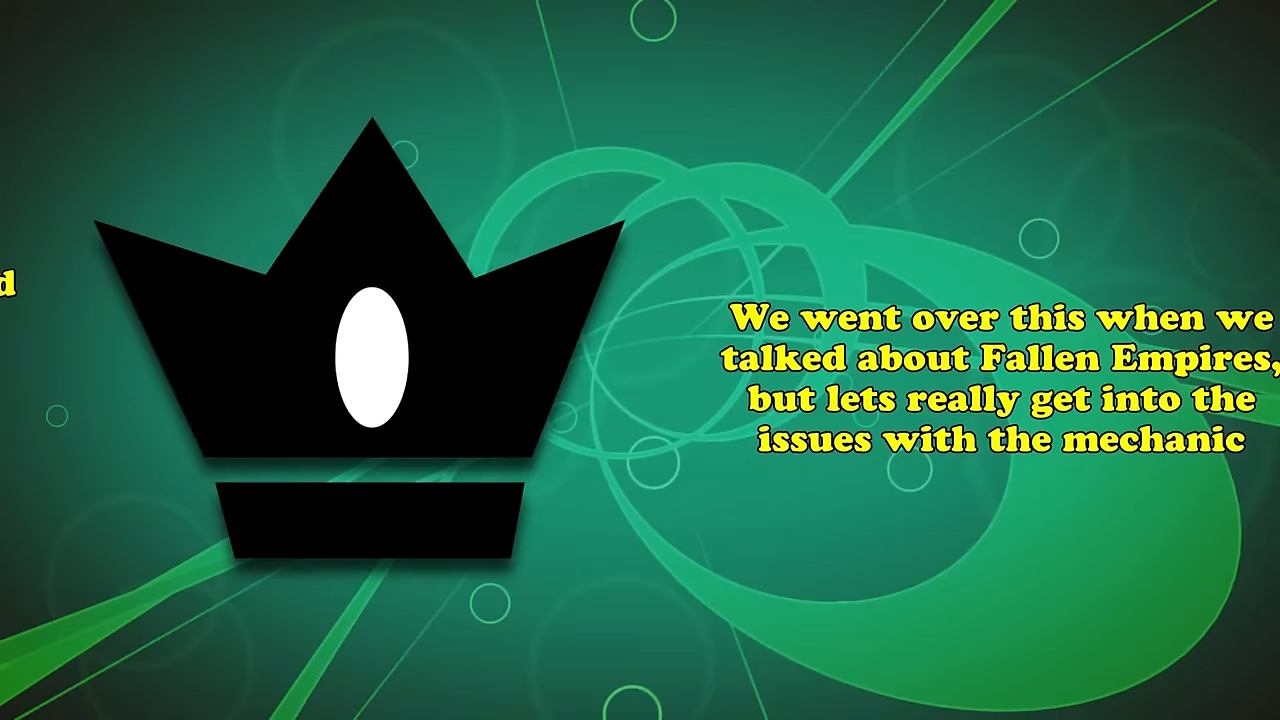 We went over this when we
talked about Fallen Empires,
but lets really get into the
issues with the mechanic